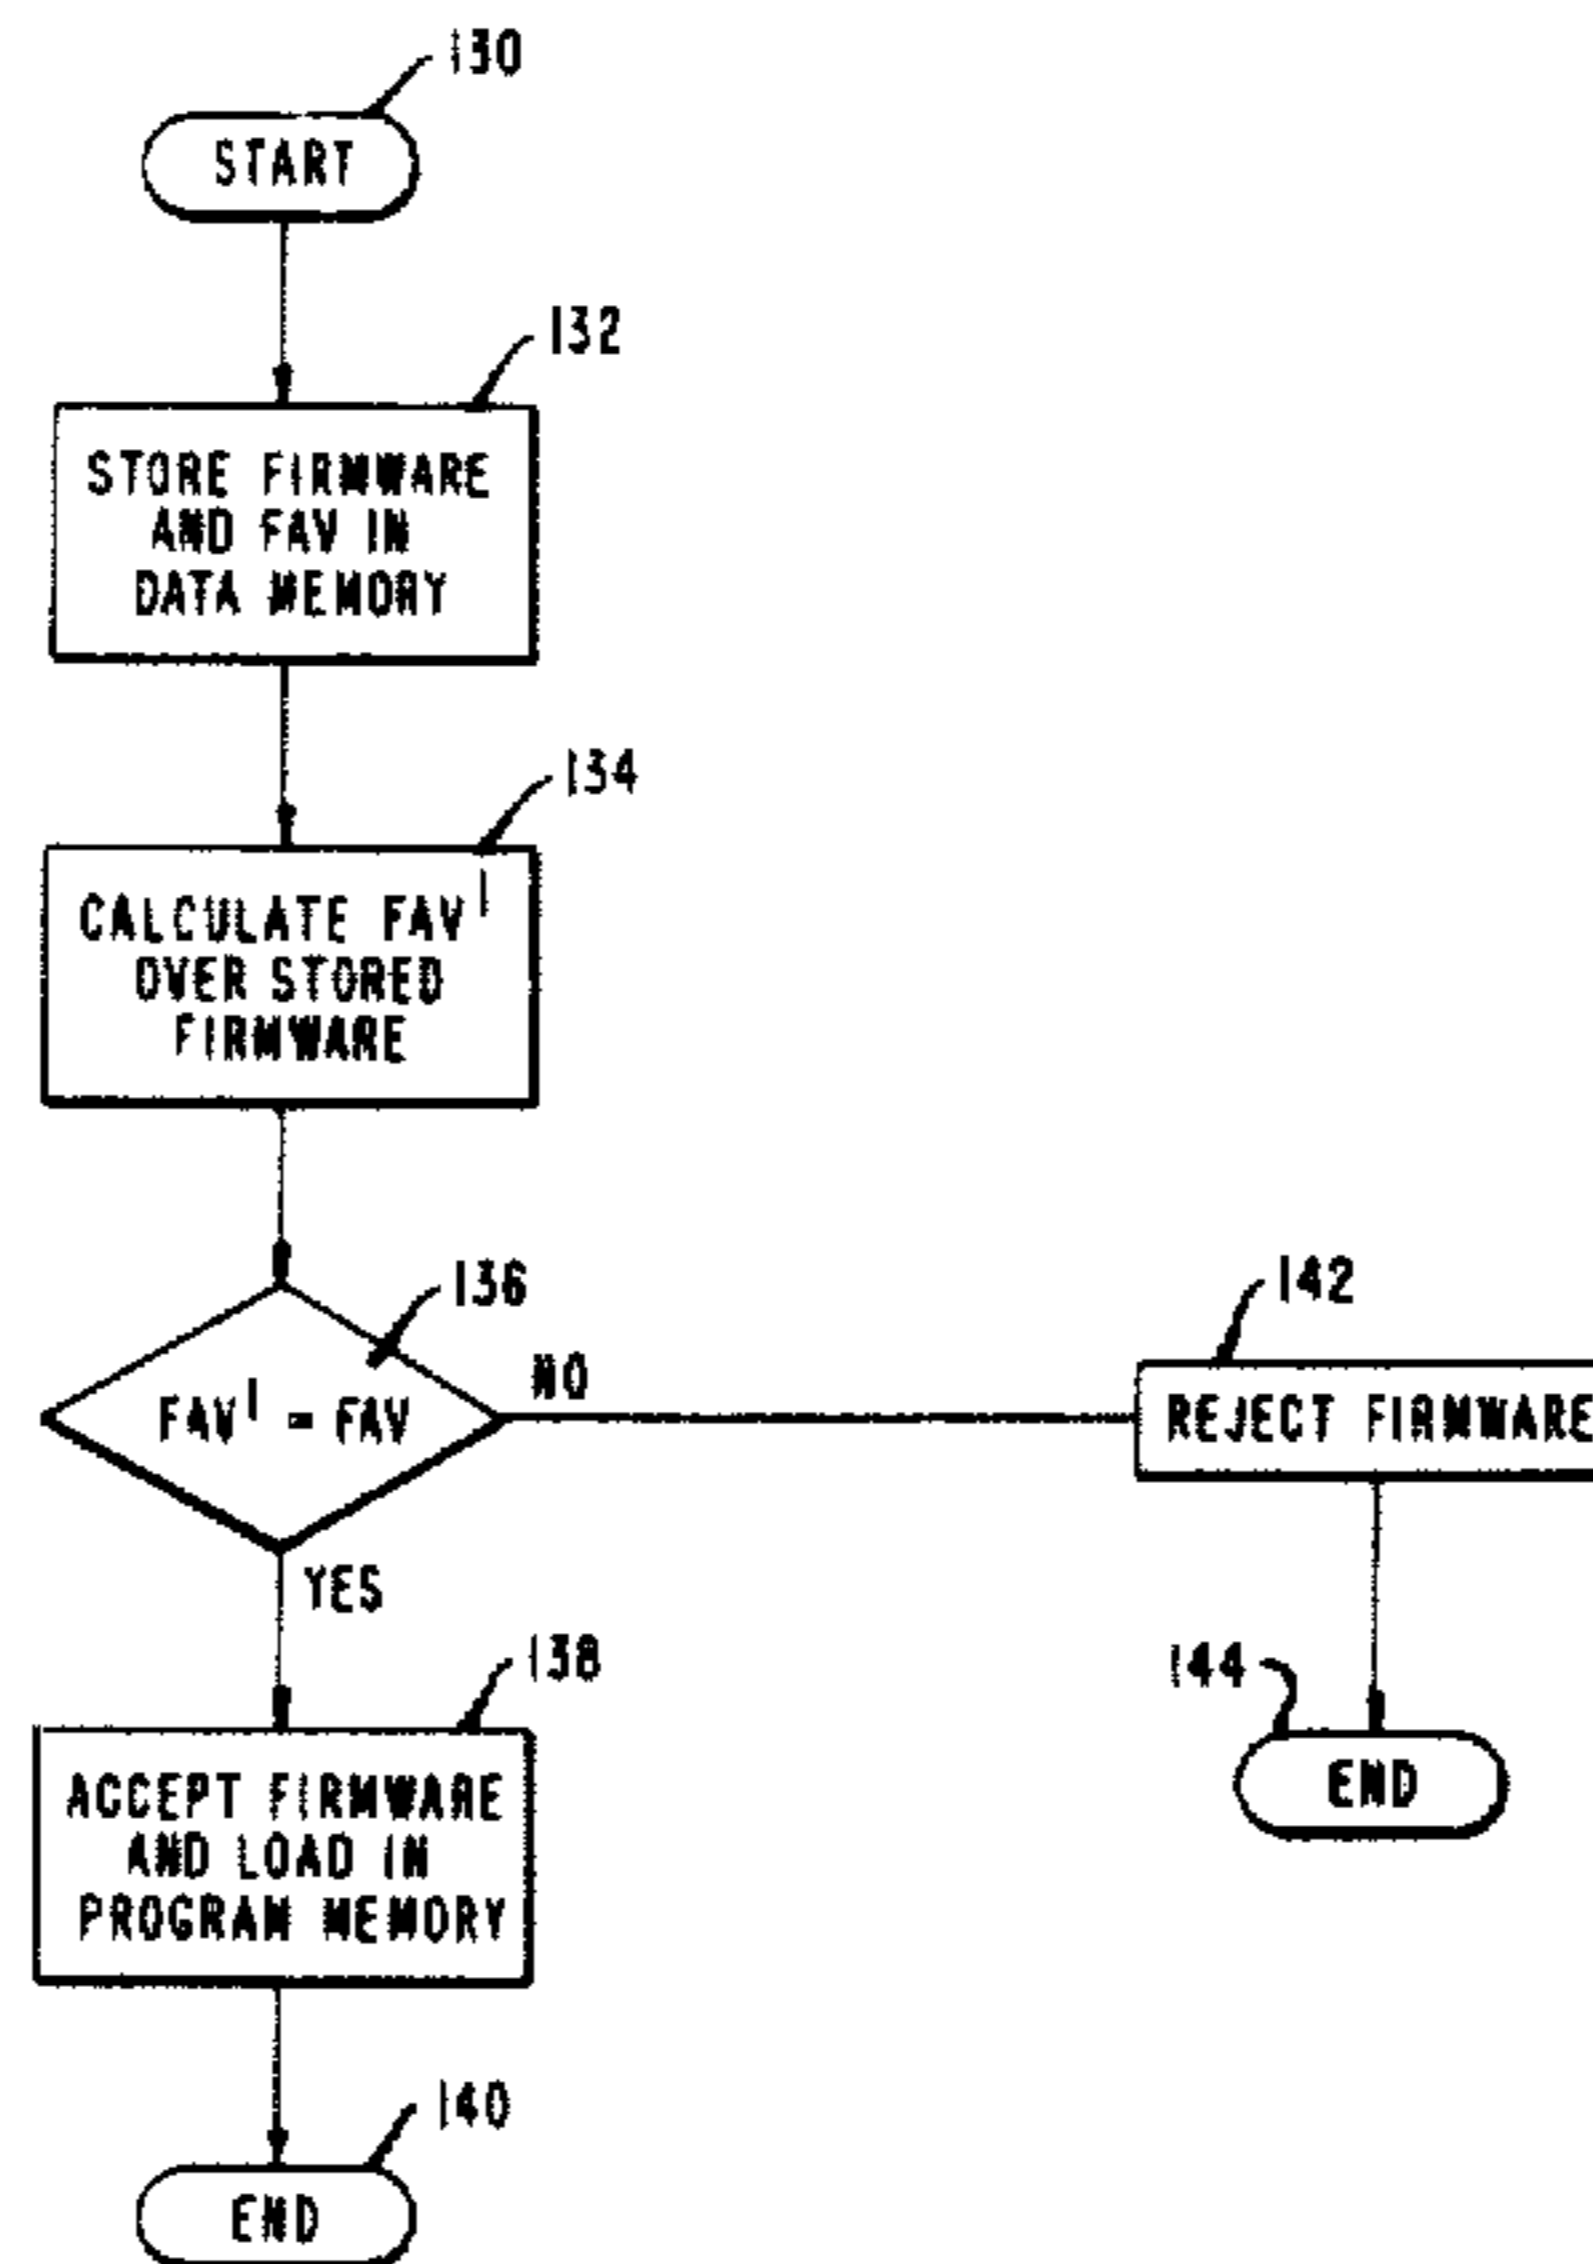 130
START
132
STORE FIRMWARE
AND FAV IN
DATA MEMORY
134
CALCULATE FAV'
OVER STORED
FIRMWARE
136
FAV' = FAV
NO
142
REJECT FIRMWARE
YES
138
144
END
ACCEPT FIRMWARE
AND LOAD IN
PROGRAM MEMORY
140
END